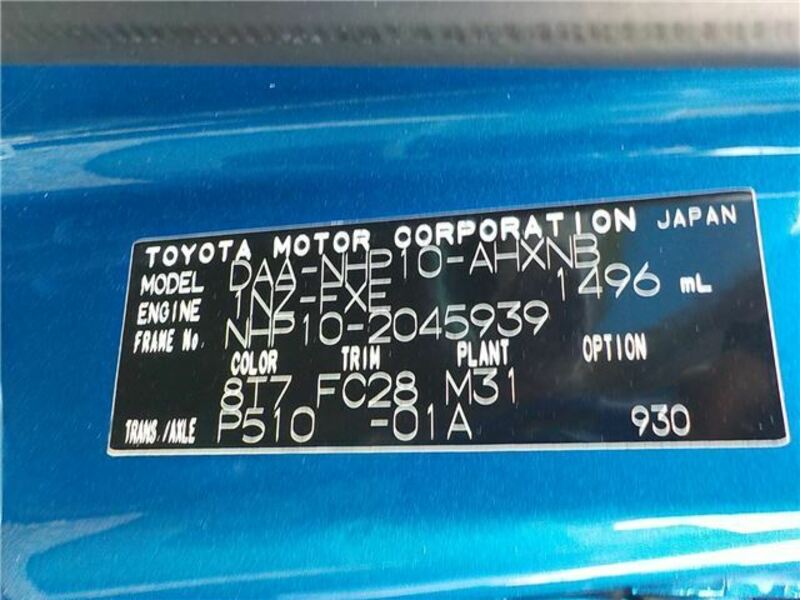 TOYOTA MOTOR CORPORATION JAPAN
MODEL DAA-NHP10-AHXNB
ENGINE 1NZ-FXE 1496 mL
FRAME No. NHP10-2045939
COLOR TRIM PLANT OPTION
8T7 FC28 M31
TRANS./AXLE P510 -01A 930